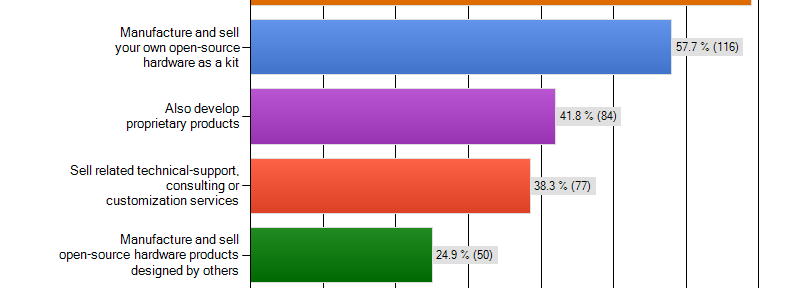 Manufacture and sell
your own open-source
hardware as a kit
57.7 % (116)
Also develop
proprietary products
41.8 % (84)
Sell related technical-support,
consulting or
customization services
38.3 % (77)
Manufacture and sell
open-source hardware products
designed by others
24.9 % (50)